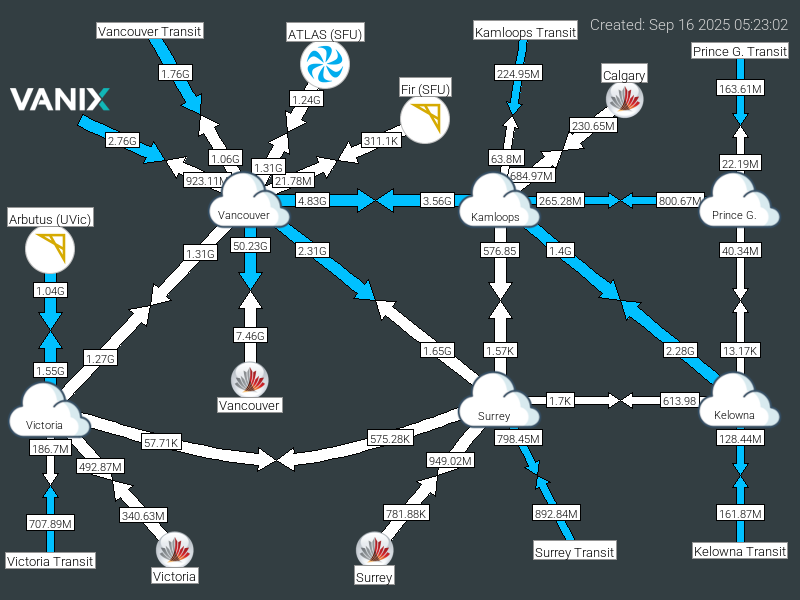 Created: Sep 16 2025 05:23:02
Vancouver Transit
ATLAS (SFU)
Kamloops Transit
Prince G. Transit
1.76G
224.95M
Calgary
163.61M
VANIX
1.24G
Fir (SFU)
230.65M
2.76G
311.1K
1.06G
63.8M
22.19M
923.11M
1.31G
21.78M
684.97M
4.83G
3.56G
265.28M
800.67M
Vancouver
Kamloops
Prince G.
Arbutus (UVic)
1.31G
50.23G
2.31G
576.85
1.4G
40.34M
1.04G
7.46G
1.27G
1.65G
1.57K
2.28G
13.17K
1.55G
Vancouver
1.7K
613.98
Victoria
Surrey
Kelowna
186.7M
57.71K
575.28K
798.45M
128.44M
492.87M
949.02M
707.89M
340.63M
781.88K
892.84M
161.87M
Victoria Transit
Victoria
Surrey
Surrey Transit
Kelowna Transit